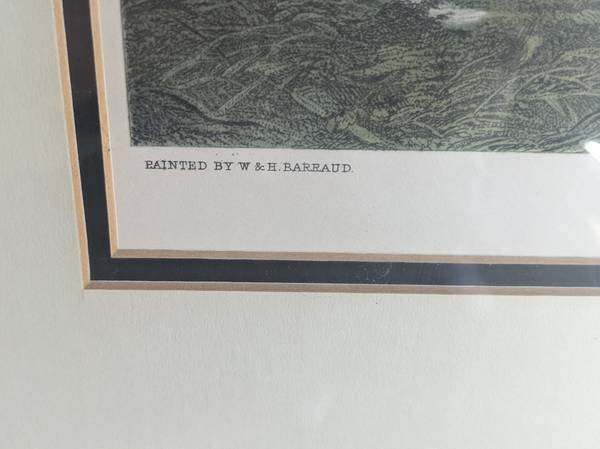 PAINTED BY W & H. BARRAUD.